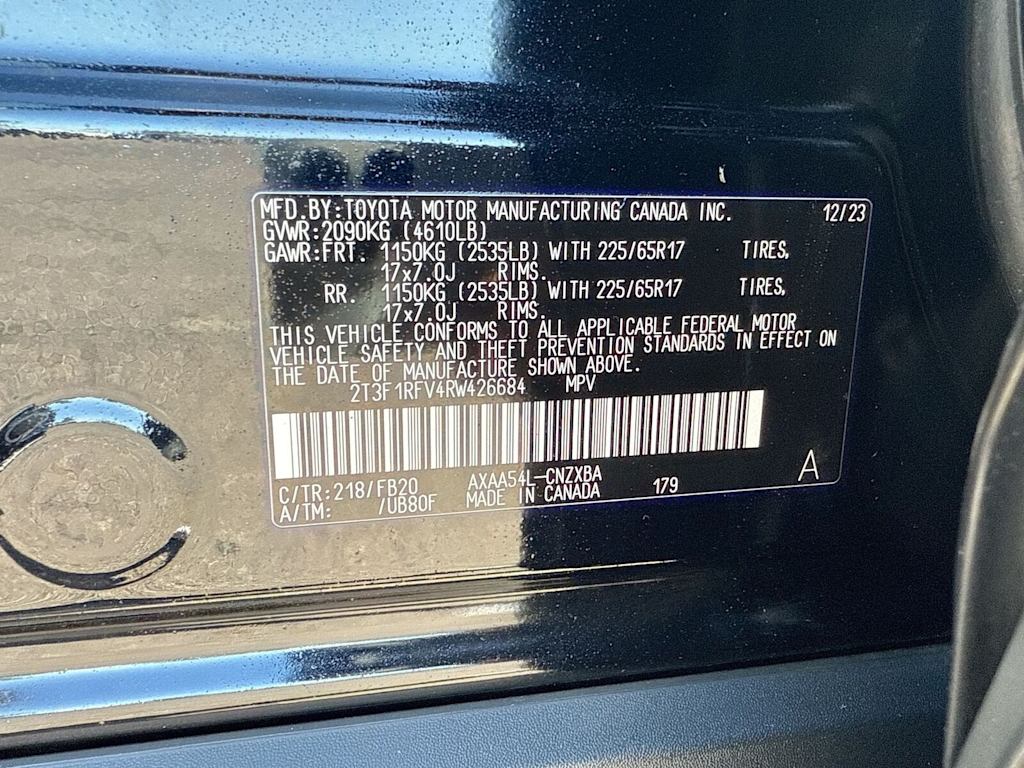 MFD.BY:TOYOTA MOTOR MANUFACTURING CANADA INC. 12/23
GVWR:2090KG (4610LB)
GAWR:FRT. 1150KG (2535LB) WITH 225/65R17 TIRES,
17x7.0J RIMS.
RR. 1150KG (2535LB) WITH 225/65R17 TIRES,
17x7.0J RIMS.
THIS VEHICLE CONFORMS TO ALL APPLICABLE FEDERAL MOTOR
VEHICLE SAFETY AND THEFT PREVENTION STANDARDS IN EFFECT ON
THE DATE OF MANUFACTURE SHOWN ABOVE.
2T3F1RFV4RW426684 MPV
C/TR:218/FB20 AXAA54L-CNZXBA 179 A
A/TM: /UB80F MADE IN CANADA